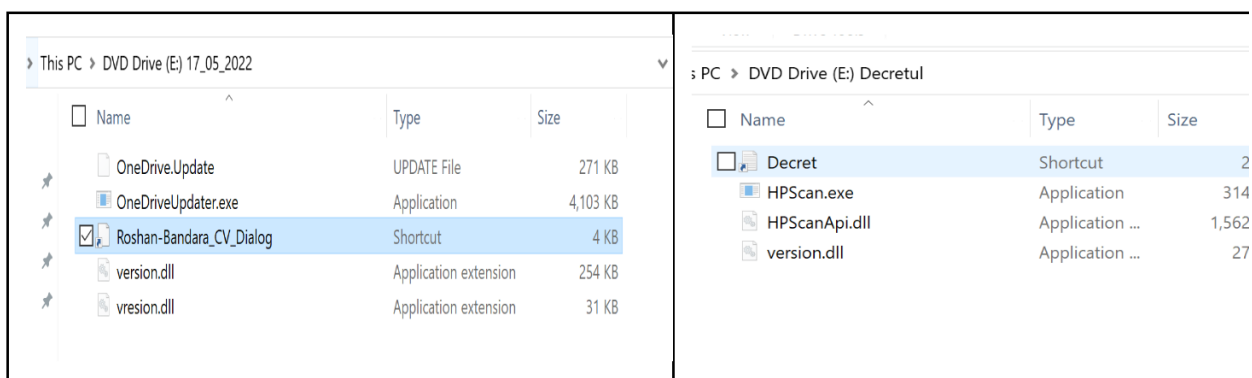 This PC > DVD Drive (E:) 17_05_2022
Name Type Size
OneDrive.Update UPDATE File 271 KB
OneDriveUpdater.exe Application 4,103 KB
Roshan-Bandara_CV_Dialog Shortcut 4 KB
version.dll Application extension 254 KB
vresion.dll Application extension 31 KB
s PC > DVD Drive (E:) Decretul
Name Type Size
Decret Shortcut 2
HPScan.exe Application 314
HPScanApi.dll Application ... 1,562
version.dll Application ... 27